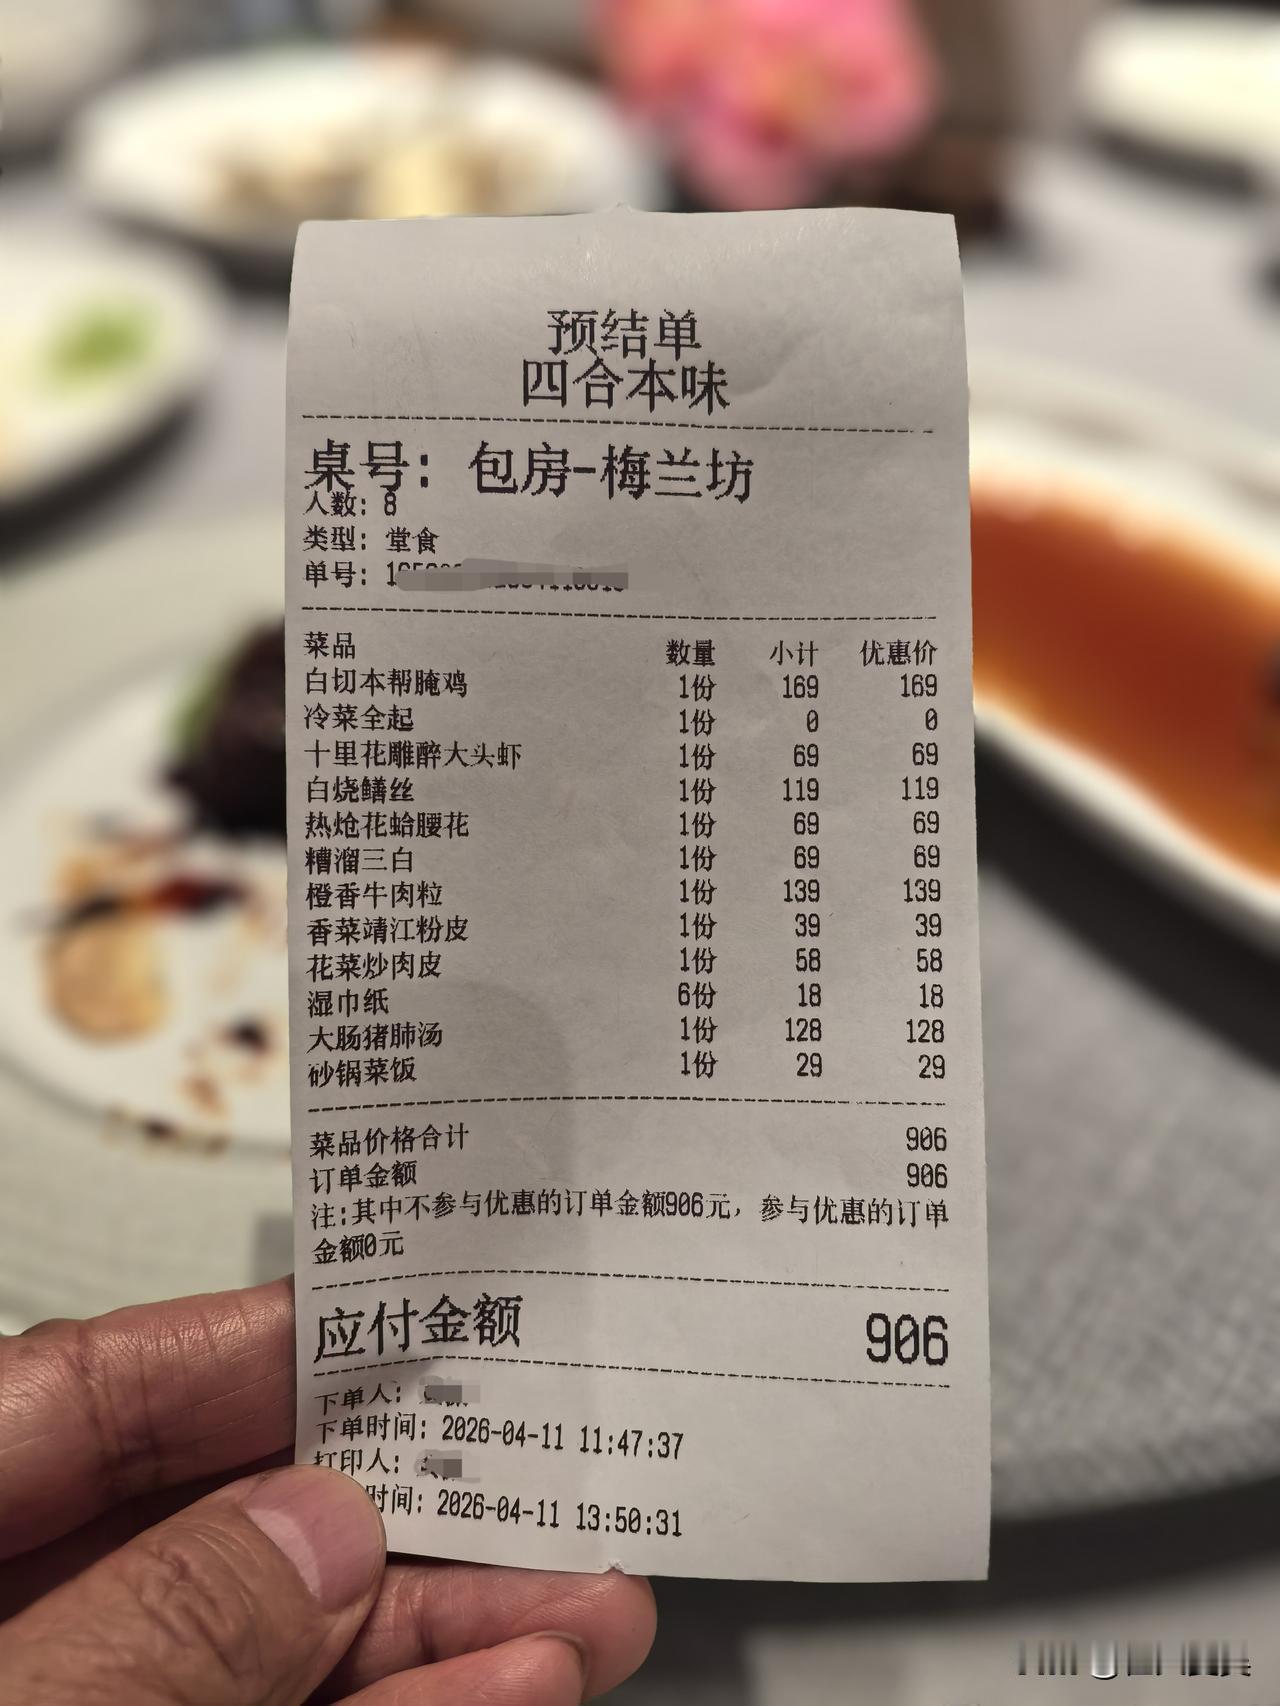 预结单
四合本味
桌号：包房-梅兰坊
人数：8
类型：堂食
单号：
菜品 数量 小计 优惠价
白切本帮腌鸡 1份 169 169
冷菜全起 1份 0 0
十里花雕醉大头虾 1份 69 69
白烧鳝丝 1份 119 119
热炝花蛤腰花 1份 69 69
糟溜三白 1份 69 69
橙香牛肉粒 1份 139 139
香菜靖江粉皮 1份 39 39
花菜炒肉皮 1份 58 58
湿巾纸 6份 18 18
大肠猪肺汤 1份 128 128
砂锅菜饭 1份 29 29
菜品价格合计 906
订单金额 906
注:其中不参与优惠的订单金额906元，参与优惠的订单
金额0元
应付金额 906
下单人：
下单时间：2026-04-11 11:47:37
打印人：
时间：2026-04-11 13:50:31